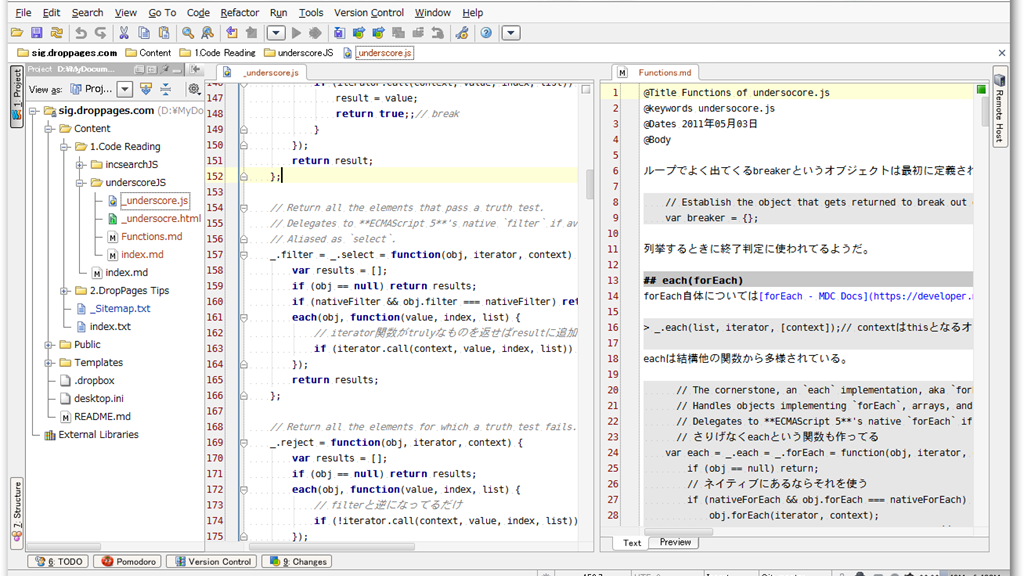 File Edit Search View Go To Code Refactor Run Tools Version Control Window Help
sig.droppages.com Content 1.Code Reading underscoreJS _underscore.js
1: Project
7: Structure
Project D:¥MyDocum...
View as: Proj...
sig.droppages.com (D:¥MyDo
Content
1.Code Reading
incsearchJS
underscoreJS
_underscore.js
_undersocre.html
Functions.md
index.md
index.md
2.DropPages Tips
_Sitemap.txt
index.txt
Public
Templates
.dropbox
desktop.ini
README.md
External Libraries
_underscore.js
146 if (iterator.call(context, value, index, list)
147 result = value;
148 return true;;// break
149 }
150 });
151 return result;
152 };
153
154 // Return all the elements that pass a truth test.
155 // Delegates to **ECMAScript 5**'s native `filter` if av
156 // Aliased as `select`.
157 _.filter = _.select = function(obj, iterator, context)
158 var results = [];
159 if (obj == null) return results;
160 if (nativeFilter && obj.filter === nativeFilter) ret
161 each(obj, function(value, index, list) {
162 // iterator関数がtrulyなものを返せばresultに追加
163 if (iterator.call(context, value, index, list))
164 });
165 return results;
166 };
167
168 // Return all the elements for which a truth test fails.
169 _.reject = function(obj, iterator, context) {
170 var results = [];
171 if (obj == null) return results;
172 each(obj, function(value, index, list) {
173 // filterと逆になってるだけ
174 if (!iterator.call(context, value, index, list))
175 });
Functions.md
1 @Title Functions of undersocore.js
2 @keywords undersocore.js
3 @Dates 2011年05月03日
4 @Body
5
6 ループでよく出てくるbreakerというオブジェクトは最初に定義され
7
8 // Establish the object that gets returned to break out
9 var breaker = {};
10
11 列挙するときに終了判定に使われてるようだ。
12
13 ## each(forEach)
14 forEach自体については[forEach - MDC Docs](https://developer.
15
16 > _.each(list, iterator, [context]);// contextはthisとなるオ
17
18 eachは結構他の関数から多様されている。
19
20 // The cornerstone, an `each` implementation, aka `for
21 // Handles objects implementing `forEach`, arrays, and
22 // Delegates to **ECMAScript 5**'s native `forEach` if
23 // さりげなくeachという関数も作ってる
24 var each = _.each = _.forEach = function(obj, iterator,
25 if (obj == null) return;
26 // ネイティブにあるならそれを使う
27 if (nativeForEach && obj.forEach === nativeForEach)
28 obj.forEach(iterator, context);
Text Preview
Remote Host
6: TODO Pomodoro Version Control 9: Changes